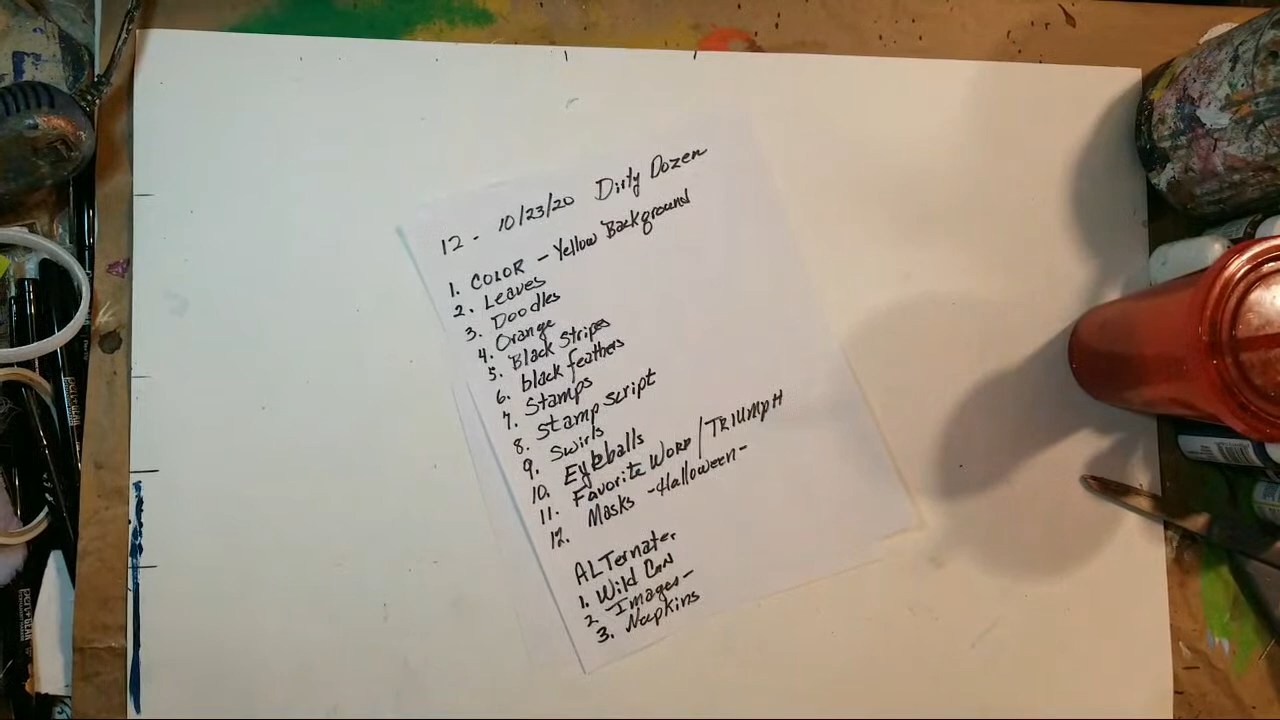 12 - 10/23/20 Dirty Dozen
1. COLOR - Yellow Background
2. Leaves
3. Doodles
4. Orange
5. Black Stripes
6. black feathers
7. Stamps
8. Stamp script
9. Swirls
10. Eyeballs
11. Favorite WORD / TRIUMPH
12. Masks - Halloween -
ALTernate.
1. Wild
2. Images -
3. Napkins